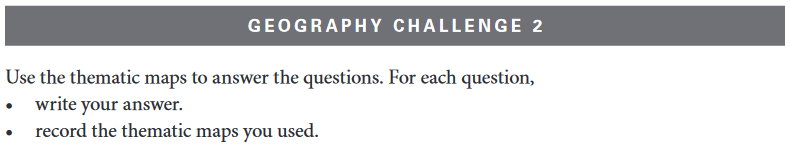 GEOGRAPHY CHALLENGE 2
Use the thematic maps to answer the questions. For each question,
• write your answer.
• record the thematic maps you used.